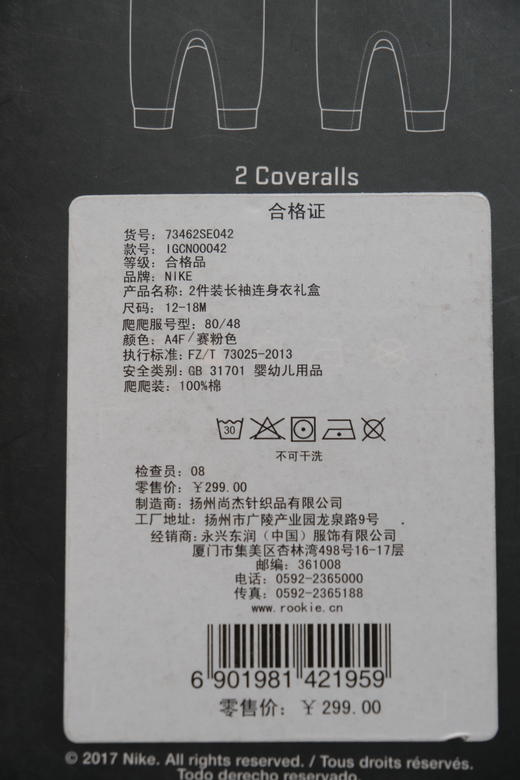 2 Coveralls
合格证
货号: 73462SE042
款号: IGCN00042
等级: 合格品
品牌: NIKE
产品名称: 2件装长袖连身衣礼盒
尺码: 12-18M
爬爬服号型: 80/48
颜色: A4F/赛粉色
执行标准: FZ/T 73025-2013
安全类别: GB 31701 婴幼儿用品
爬爬装: 100%棉
30
不可干洗
检查员: 08
零售价: ￥299.00
制造商: 扬州尚杰针织品有限公司
工厂地址: 扬州市广陵产业园龙泉路9号
经销商: 永兴东润（中国）服饰有限公司
厦门市集美区杏林湾498号16-17层
邮编: 361008
电话: 0592-2365000
传真: 0592-2365188
www.rookie.cn
6 901981 421959
零售价: ￥299.00
© 2017 Nike. All rights reserved. / Tous droits réservés.
Todo derecho reservado.